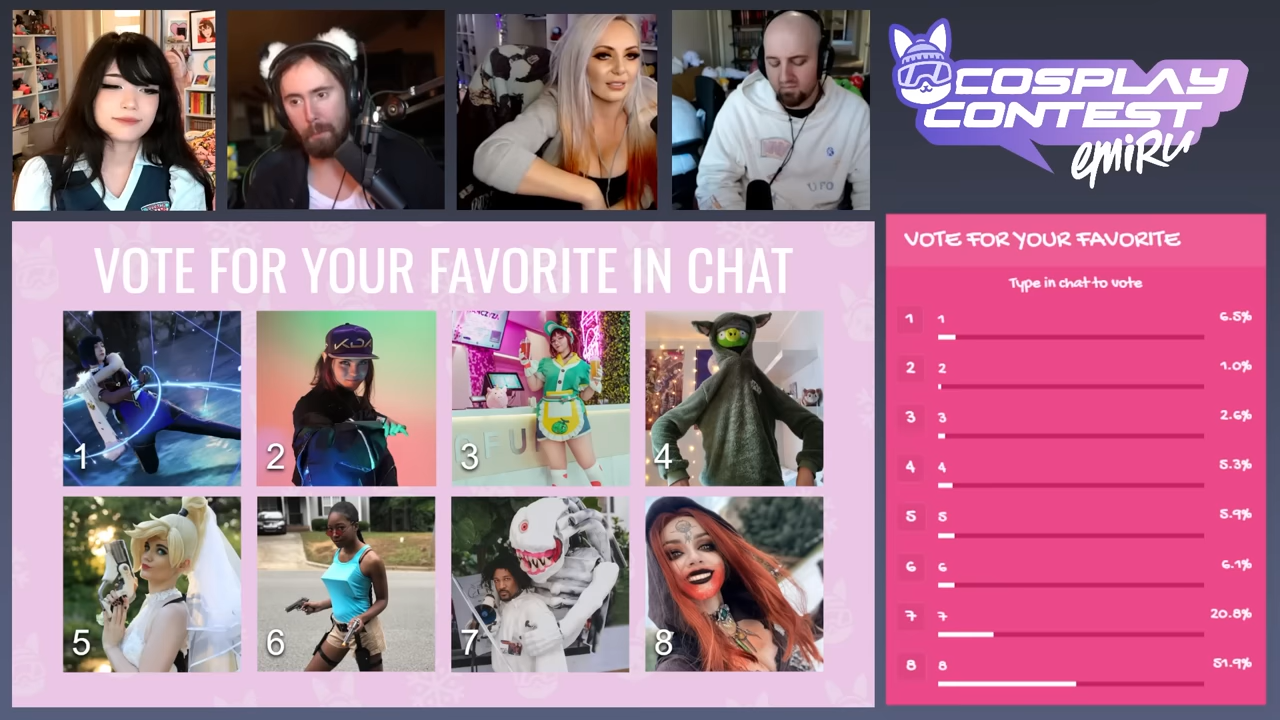 COSPLAY
CONTEST
emiru
VOTE FOR YOUR FAVORITE IN CHAT
1
2
3
4
5
6
7
8
VOTE FOR YOUR FAVORITE
Type in chat to vote
1 1 6.5%
2 2 1.0%
3 3 2.6%
4 4 5.3%
5 5 5.9%
6 6 6.1%
7 7 20.8%
8 8 51.9%